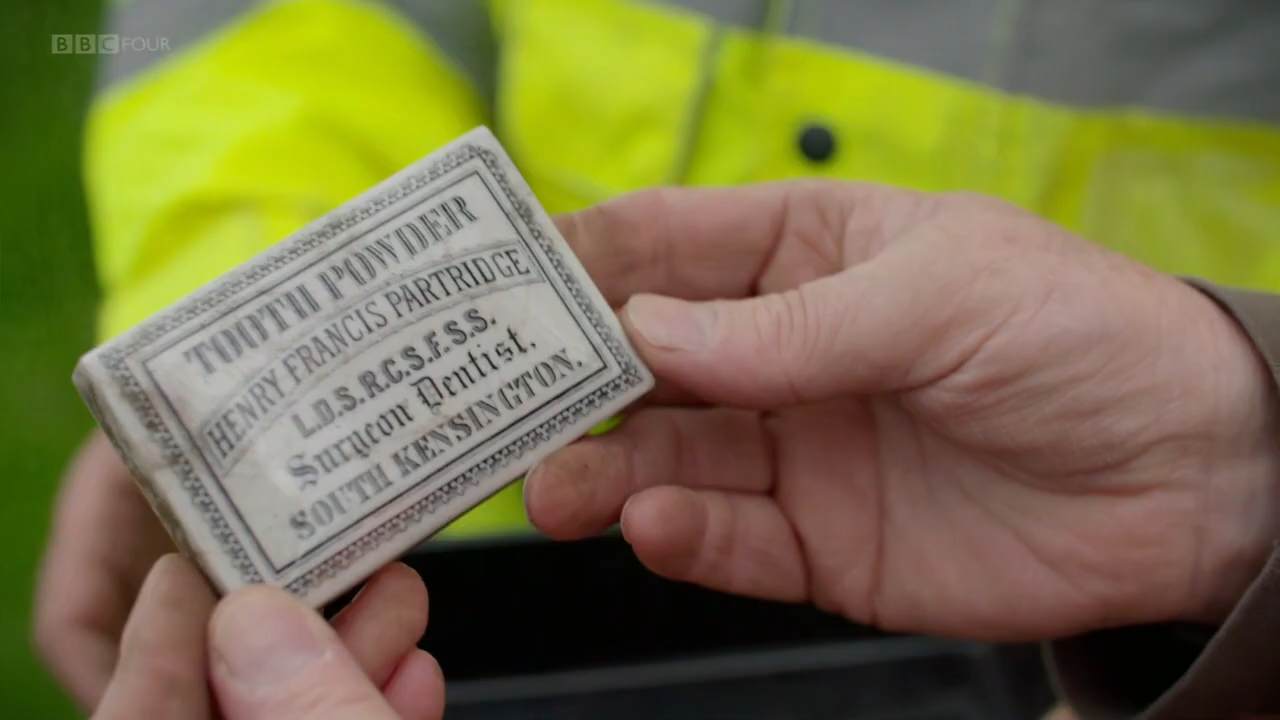 BBC FOUR
TOOTH POWDER
HENRY FRANCIS PARTRIDGE
L.D.S.R.C.S.F.S.S.
Surgeon Dentist,
SOUTH KENSINGTON.